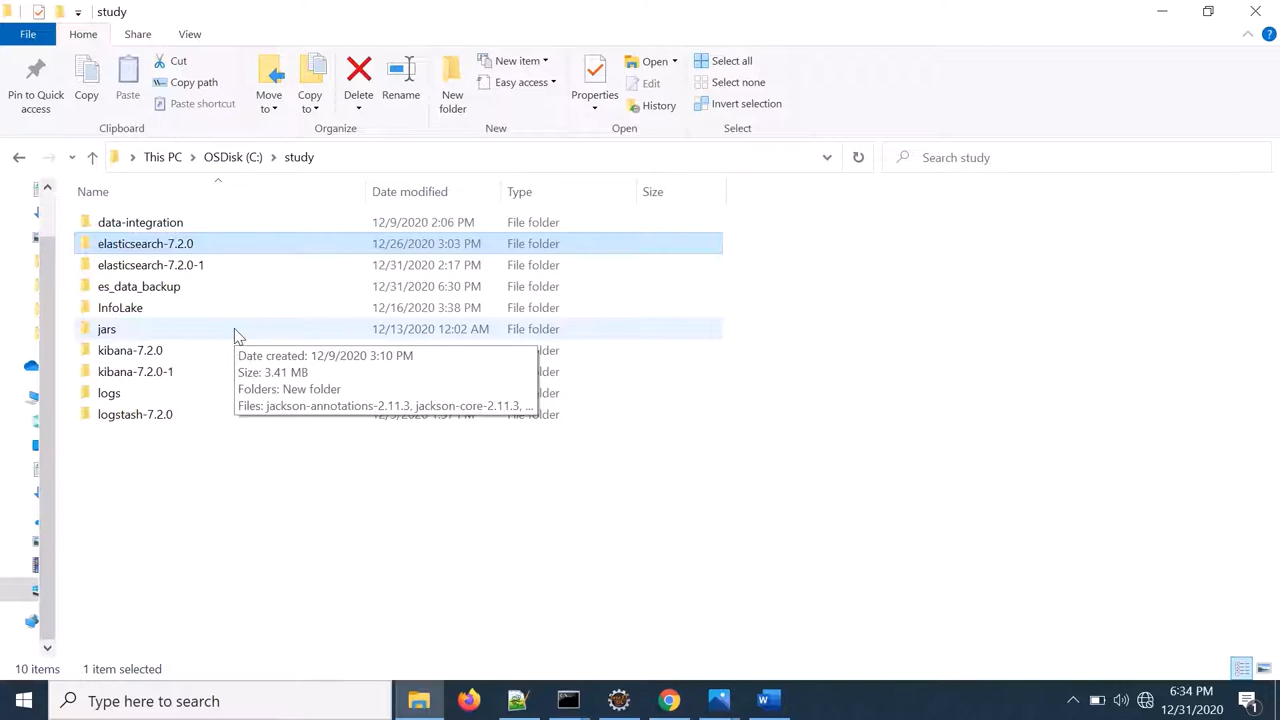 study
File Home Share View
Pin to Quick access
Copy
Paste
Cut
Copy path
Paste shortcut
Clipboard
Move to
Copy to
Delete
Rename
Organize
New folder
New item
Easy access
New
Properties
Open
Edit
History
Open
Select all
Select none
Invert selection
Select
This PC > OSDisk (C:) > study
Search study
Name Date modified Type Size
data-integration 12/9/2020 2:06 PM File folder
elasticsearch-7.2.0 12/26/2020 3:03 PM File folder
elasticsearch-7.2.0-1 12/31/2020 2:17 PM File folder
es_data_backup 12/31/2020 6:30 PM File folder
InfoLake 12/16/2020 3:38 PM File folder
jars 12/13/2020 12:02 AM File folder
kibana-7.2.0
Date created: 12/9/2020 3:10 PM
kibana-7.2.0-1
Size: 3.41 MB
logs
Folders: New folder
Files: jackson-annotations-2.11.3, jackson-core-2.11.3, ...
logstash-7.2.0
10 items 1 item selected
Type here to search
6:34 PM
12/31/2020